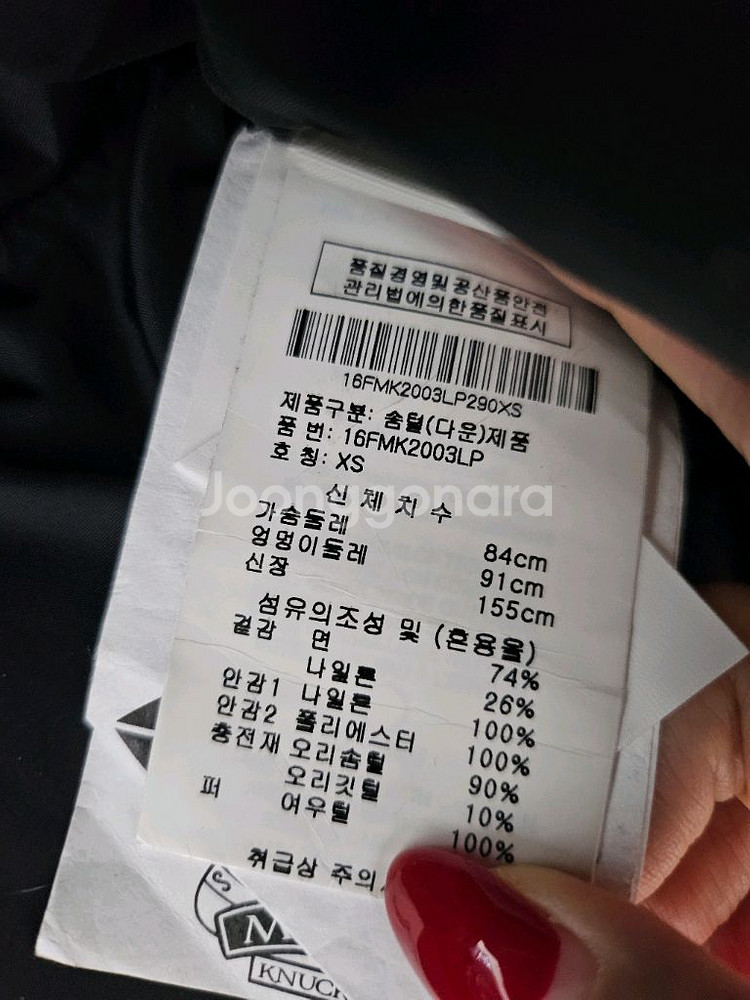 품질경영및공산품안전
관리법에의한품질표시
16FMK2003LP290XS
제품구분: 솜털(다운)제품
품 번: 16FMK2003LP
호 칭: XS
Joonggonara
신 체 치 수
가슴둘레 84cm
엉덩이둘레 91cm
신장 155cm
섬유의조성 및 (혼용율)
겉감 면 74%
나일론 26%
안감1 나일론 100%
안감2 폴리에스터 100%
충전재 오리솜털 90%
오리깃털 10%
퍼 여우털 100%
취급상 주의
KNUCK